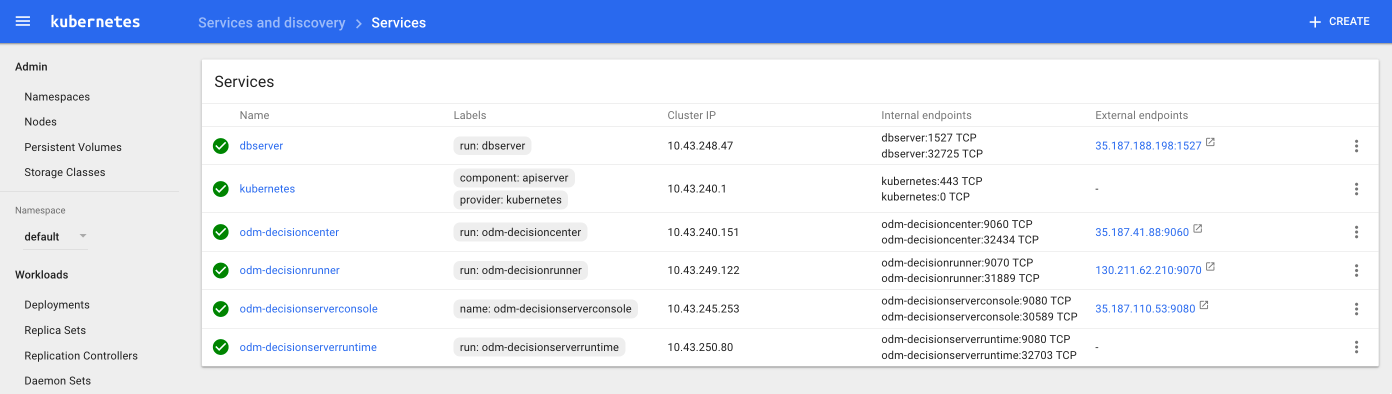 kubernetes
Services and discovery > Services
+ CREATE
Admin
Namespaces
Nodes
Persistent Volumes
Storage Classes
Namespace
default
Workloads
Deployments
Replica Sets
Replication Controllers
Daemon Sets
Services
Name Labels Cluster IP Internal endpoints External endpoints
dbserver run: dbserver 10.43.248.47 dbserver:1527 TCP 35.187.188.198:1527
dbserver:32725 TCP
kubernetes component: apiserver 10.43.240.1 kubernetes:443 TCP -
provider: kubernetes kubernetes:0 TCP
odm-decisioncenter run: odm-decisioncenter 10.43.240.151 odm-decisioncenter:9060 TCP 35.187.41.88:9060
odm-decisioncenter:32434 TCP
odm-decisionrunner run: odm-decisionrunner 10.43.249.122 odm-decisionrunner:9070 TCP 130.211.62.210:9070
odm-decisionrunner:31889 TCP
odm-decisionserverconsole name: odm-decisionserverconsole 10.43.245.253 odm-decisionserverconsole:9080 TCP 35.187.110.53:9080
odm-decisionserverconsole:30589 TCP
odm-decisionserverruntime run: odm-decisionserverruntime 10.43.250.80 odm-decisionserverruntime:9080 TCP -
odm-decisionserverruntime:32703 TCP